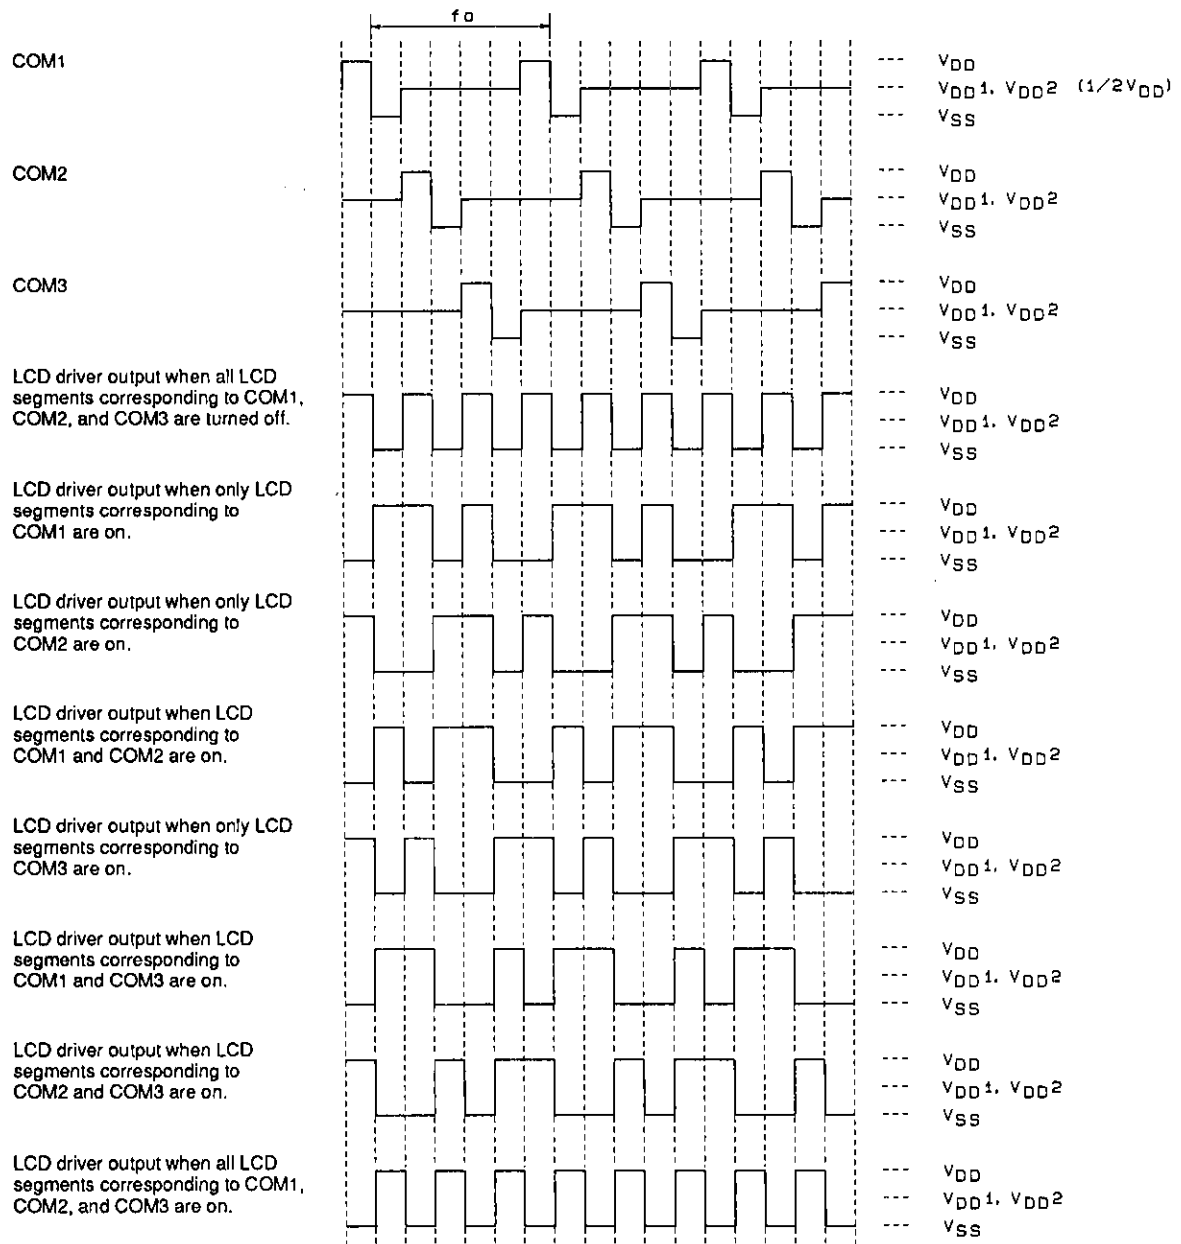 fo
COM1
VDD
VDD1, VDD2 (1/2VDD)
VSS
COM2
VDD
VDD1, VDD2
VSS
COM3
VDD
VDD1, VDD2
VSS
LCD driver output when all LCD
segments corresponding to COM1,
COM2, and COM3 are turned off.
VDD
VDD1, VDD2
VSS
LCD driver output when only LCD
segments corresponding to
COM1 are on.
VDD
VDD1, VDD2
VSS
LCD driver output when only LCD
segments corresponding to
COM2 are on.
VDD
VDD1, VDD2
VSS
LCD driver output when LCD
segments corresponding to
COM1 and COM2 are on.
VDD
VDD1, VDD2
VSS
LCD driver output when only LCD
segments corresponding to
COM3 are on.
VDD
VDD1, VDD2
VSS
LCD driver output when LCD
segments corresponding to
COM1 and COM3 are on.
VDD
VDD1, VDD2
VSS
LCD driver output when LCD
segments corresponding to
COM2 and COM3 are on.
VDD
VDD1, VDD2
VSS
LCD driver output when all LCD
segments corresponding to COM1,
COM2, and COM3 are on.
VDD
VDD1, VDD2
VSS